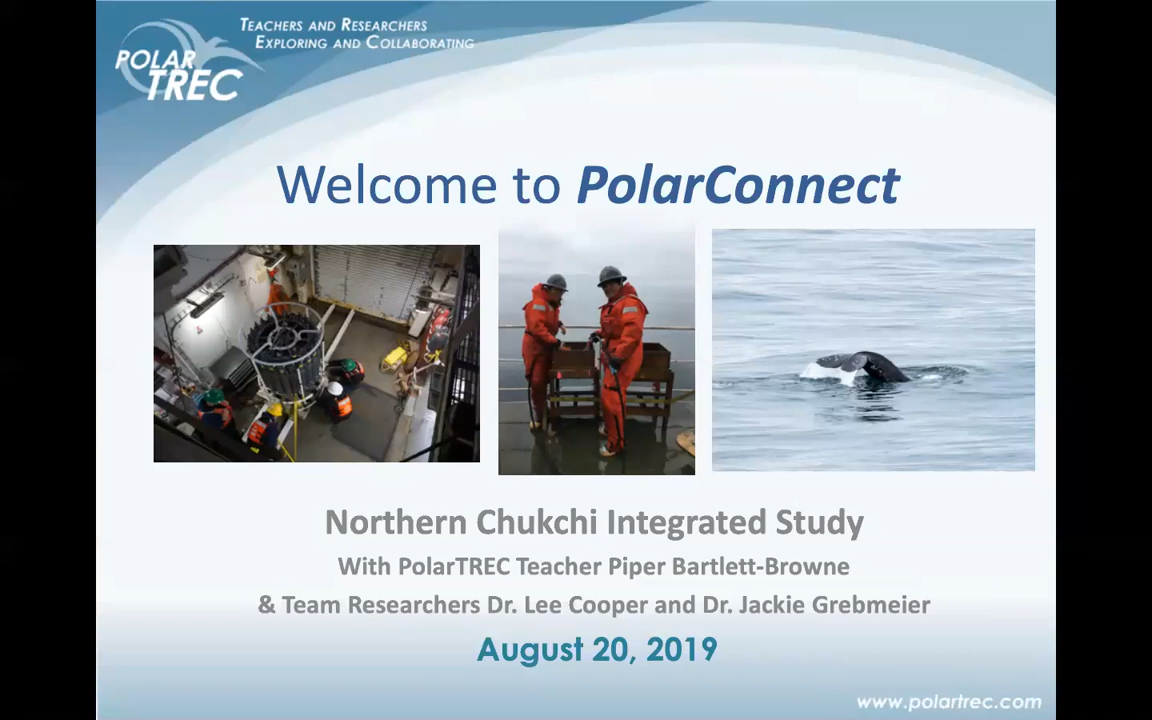 TEACHERS AND RESEARCHERS
EXPLORING AND COLLABORATING
POLAR
TREC
Welcome to PolarConnect
Northern Chukchi Integrated Study
With PolarTREC Teacher Piper Bartlett-Browne
& Team Researchers Dr. Lee Cooper and Dr. Jackie Grebmeier
August 20, 2019
www.polartrec.com